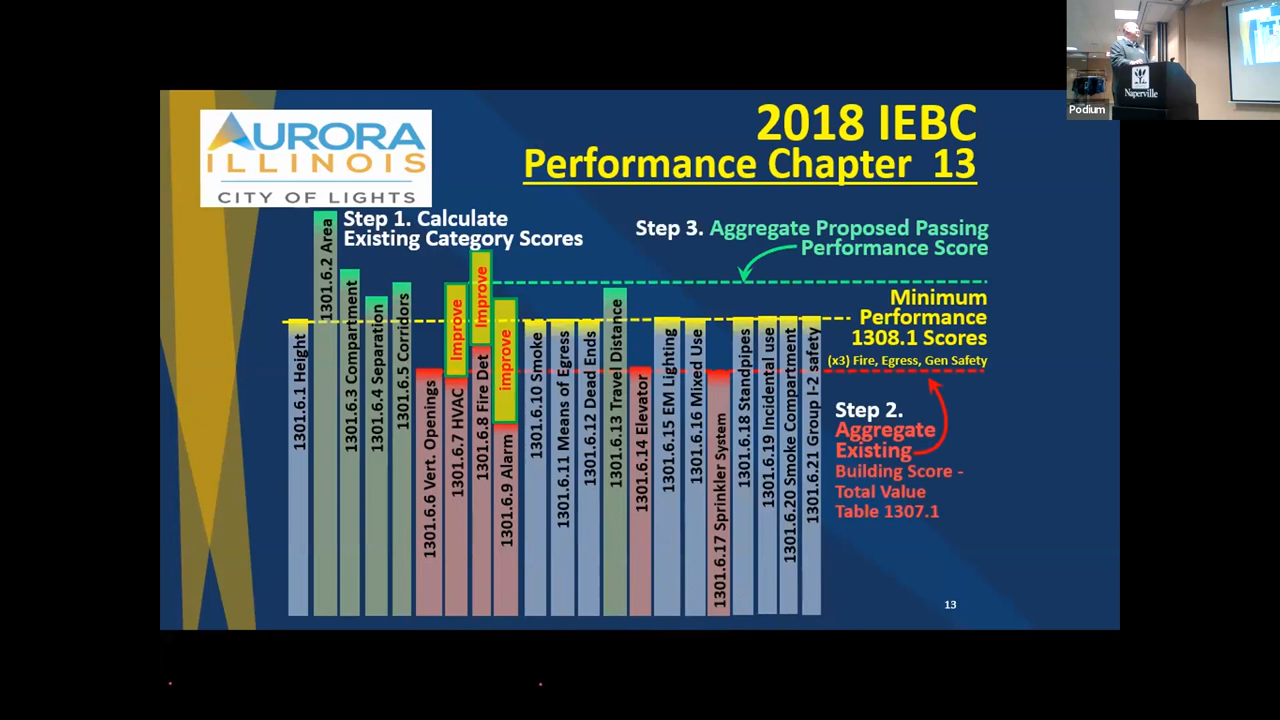 AURORA
ILLINOIS
CITY OF LIGHTS
2018 IEBC
Performance Chapter 13
Step 1. Calculate
Existing Category Scores
Step 3. Aggregate Proposed Passing
Performance Score
Minimum
Performance
1308.1 Scores
(x3) Fire, Egress, Gen Safety
Step 2.
Aggregate
Existing
Building Score -
Total Value
Table 1307.1
1301.6.1 Height
1301.6.2 Area
1301.6.3 Compartment
1301.6.4 Separation
1301.6.5 Corridors
1301.6.6 Vert. Openings
1301.6.7 HVAC
Improve
1301.6.8 Fire Det
Improve
1301.6.9 Alarm
improve
1301.6.10 Smoke
1301.6.11 Means of Egress
1301.6.12 Dead Ends
1301.6.13 Travel Distance
1301.6.14 Elevator
1301.6.15 EM Lighting
1301.6.16 Mixed Use
1301.6.17 Sprinkler System
1301.6.18 Standpipes
1301.6.19 Incidental use
1301.6.20 Smoke Compartment
1301.6.21 Group I-2 safety
13
Naperville
Podium